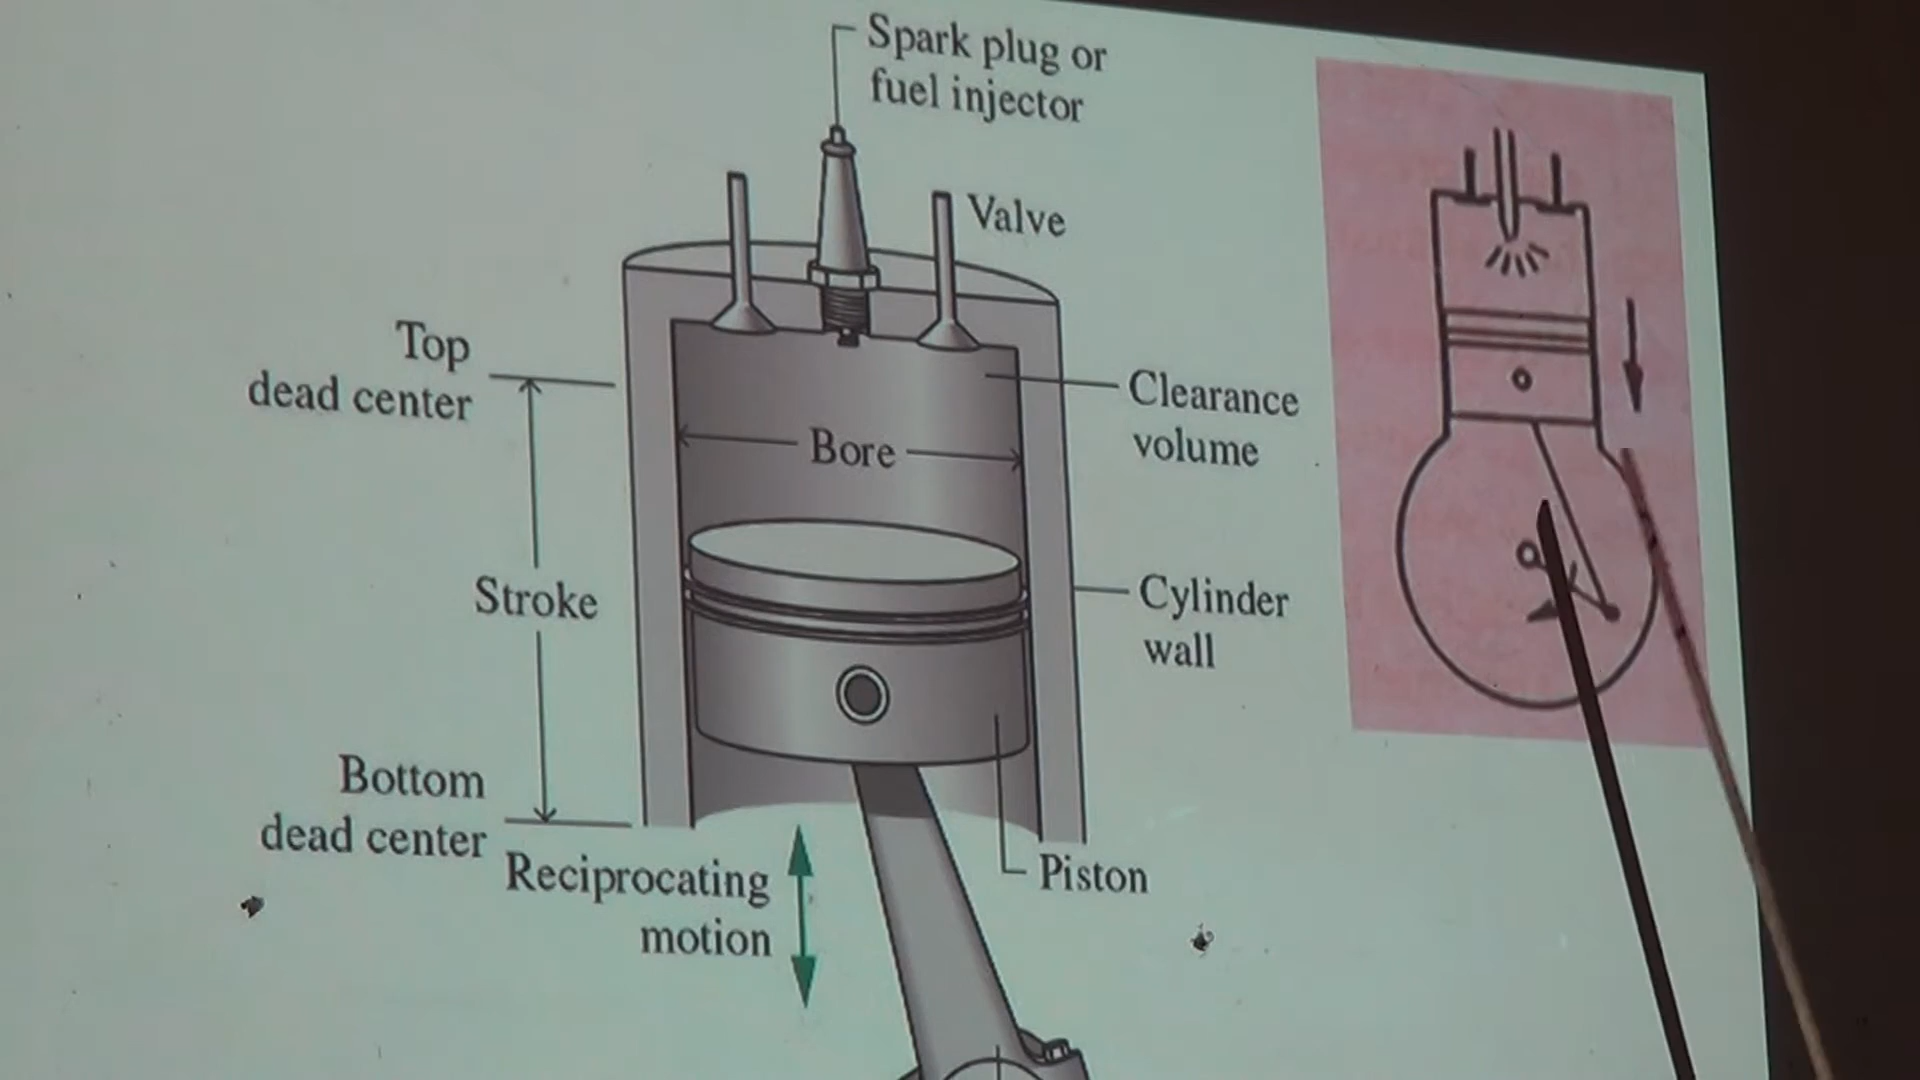 Spark plug or
fuel injector
Valve
Top
dead center
Clearance
volume
Bore
Stroke
Cylinder
wall
Bottom
dead center
Reciprocating
motion
Piston